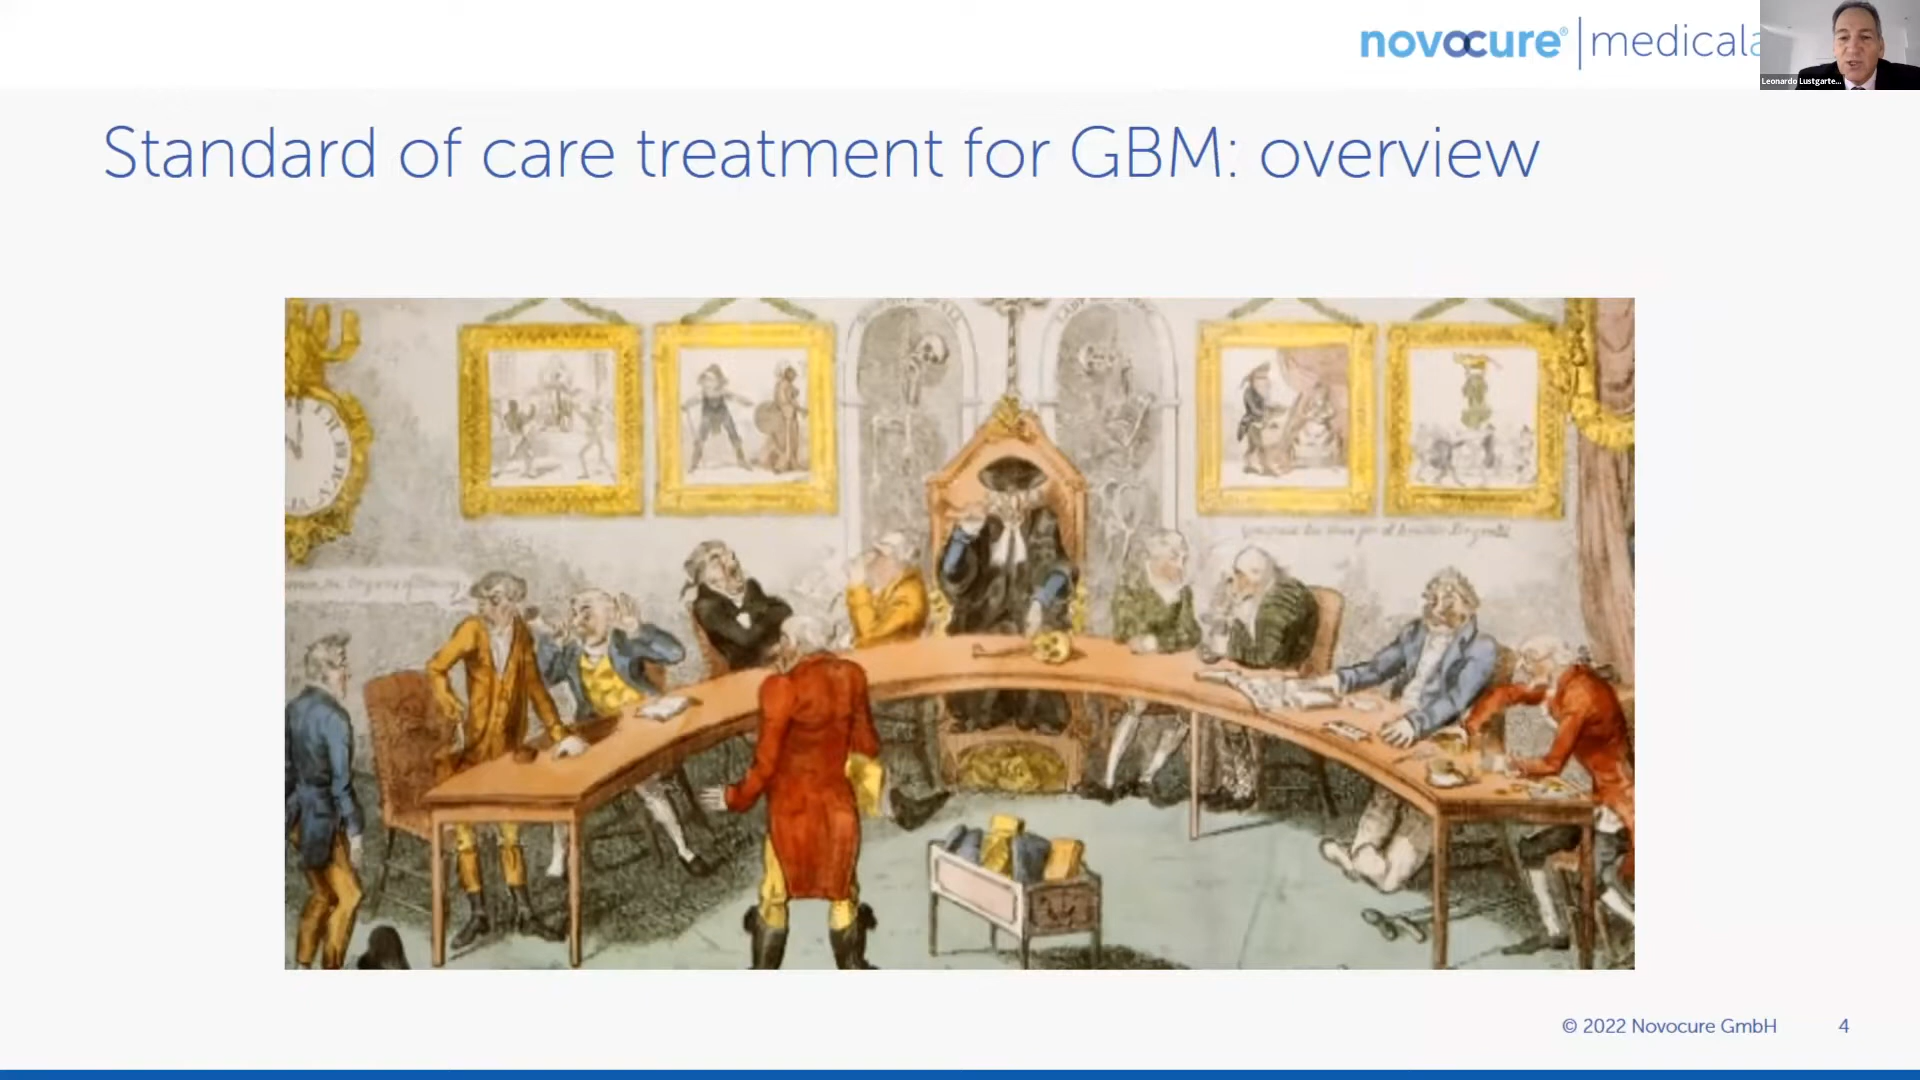 novocure® | medical
Leonardo Lustgarte...
Standard of care treatment for GBM: overview
© 2022 Novocure GmbH
4